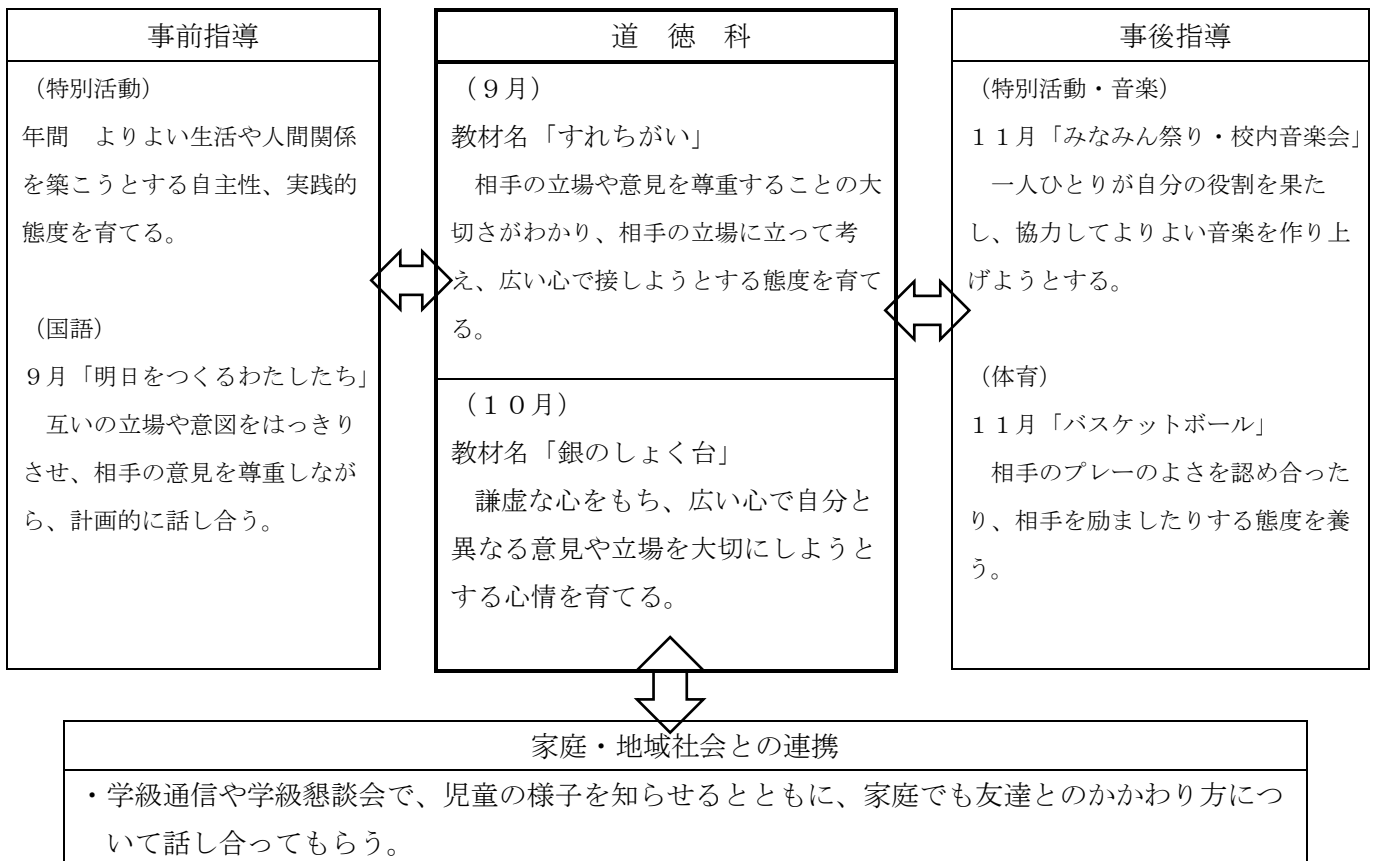 事前指導
(特別活動)
年間　よりよい生活や人間関係
を築こうとする自主性、実践的
態度を育てる。
(国語)
9月「明日をつくるわたしたち」
互いの立場や意図をはっきり
させ、相手の意見を尊重しなが
ら、計画的に話し合う。
道　徳　科
(9月)
教材名「すれちがい」
相手の立場や意見を尊重することの大
切さがわかり、相手の立場に立って考
え、広い心で接しようとする態度を育て
る。
(10月)
教材名「銀のしょく台」
謙虚な心をもち、広い心で自分と
異なる意見や立場を大切にしようと
する心情を育てる。
事後指導
(特別活動・音楽)
11月「みなみん祭り・校内音楽会」
一人ひとりが自分の役割を果た
し、協力してよりよい音楽を作り上
げようとする。
(体育)
11月「バスケットボール」
相手のプレーのよさを認め合った
り、相手を励ましたりする態度を養
う。
家庭・地域社会との連携
・学級通信や学級懇談会で、児童の様子を知らせるとともに、家庭でも友達とのかかわり方につ
いて話し合ってもらう。